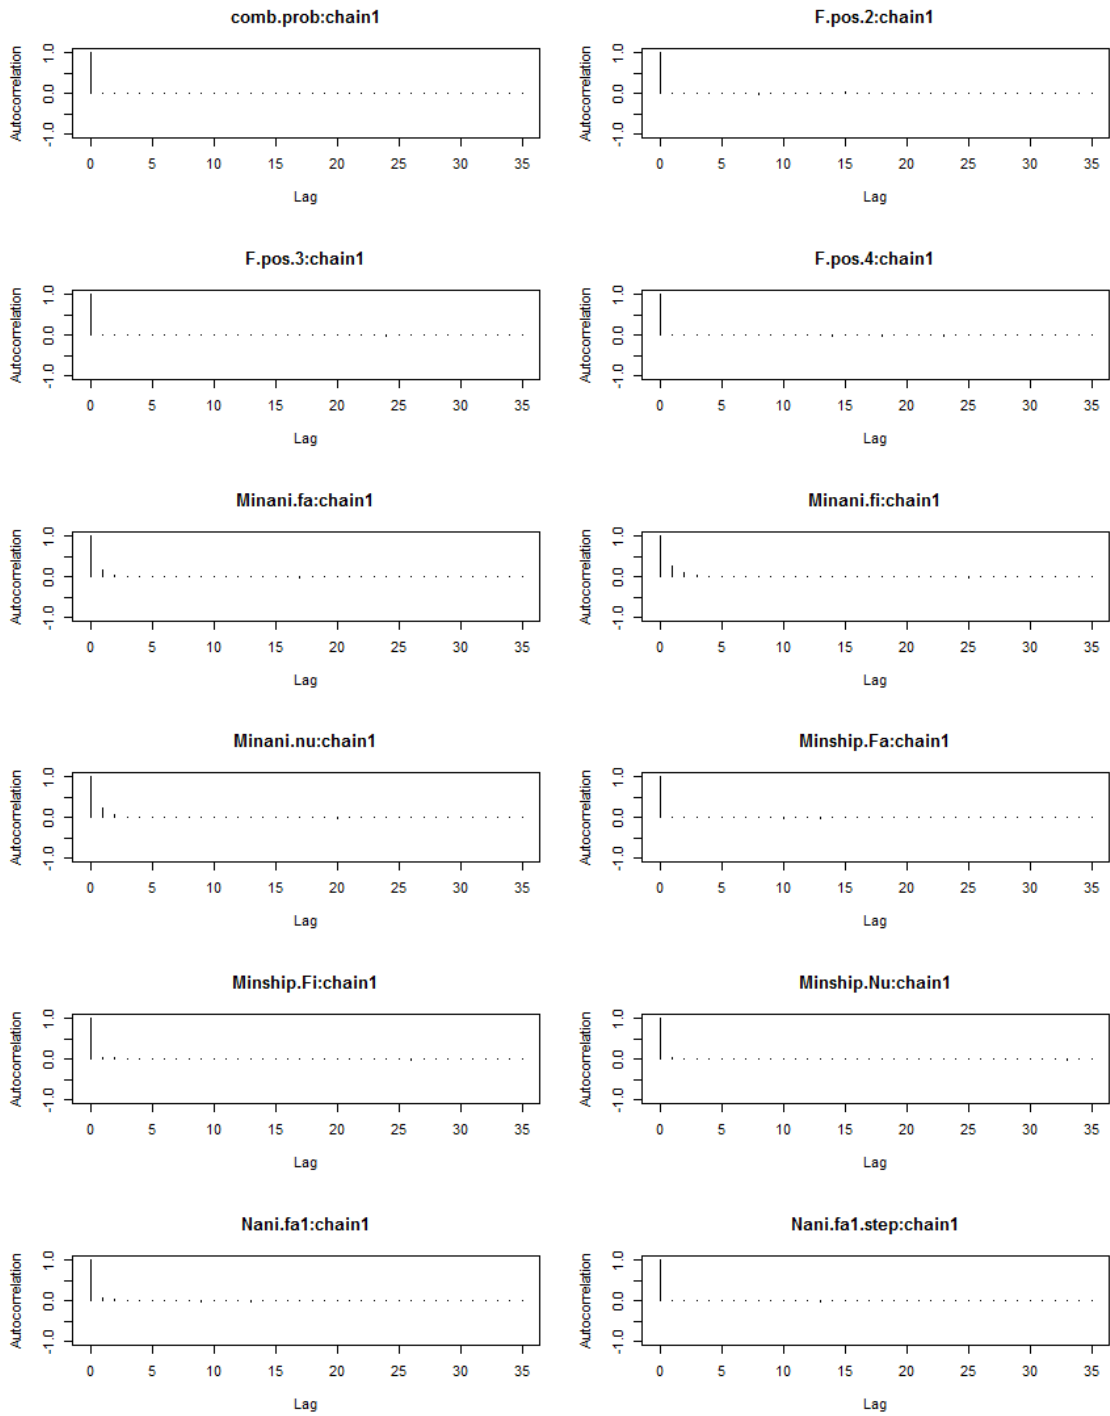 comb.prob:chain1
Autocorrelation
1.0
0.0
-1.0
0 5 10 15 20 25 30 35
Lag
F.pos.2:chain1
Autocorrelation
1.0
0.0
-1.0
0 5 10 15 20 25 30 35
Lag
F.pos.3:chain1
Autocorrelation
1.0
0.0
-1.0
0 5 10 15 20 25 30 35
Lag
F.pos.4:chain1
Autocorrelation
1.0
0.0
-1.0
0 5 10 15 20 25 30 35
Lag
Minani.fa:chain1
Autocorrelation
1.0
0.0
-1.0
0 5 10 15 20 25 30 35
Lag
Minani.fi:chain1
Autocorrelation
1.0
0.0
-1.0
0 5 10 15 20 25 30 35
Lag
Minani.nu:chain1
Autocorrelation
1.0
0.0
-1.0
0 5 10 15 20 25 30 35
Lag
Minship.Fa:chain1
Autocorrelation
1.0
0.0
-1.0
0 5 10 15 20 25 30 35
Lag
Minship.Fi:chain1
Autocorrelation
1.0
0.0
-1.0
0 5 10 15 20 25 30 35
Lag
Minship.Nu:chain1
Autocorrelation
1.0
0.0
-1.0
0 5 10 15 20 25 30 35
Lag
Nani.fa1:chain1
Autocorrelation
1.0
0.0
-1.0
0 5 10 15 20 25 30 35
Lag
Nani.fa1.step:chain1
Autocorrelation
1.0
0.0
-1.0
0 5 10 15 20 25 30 35
Lag